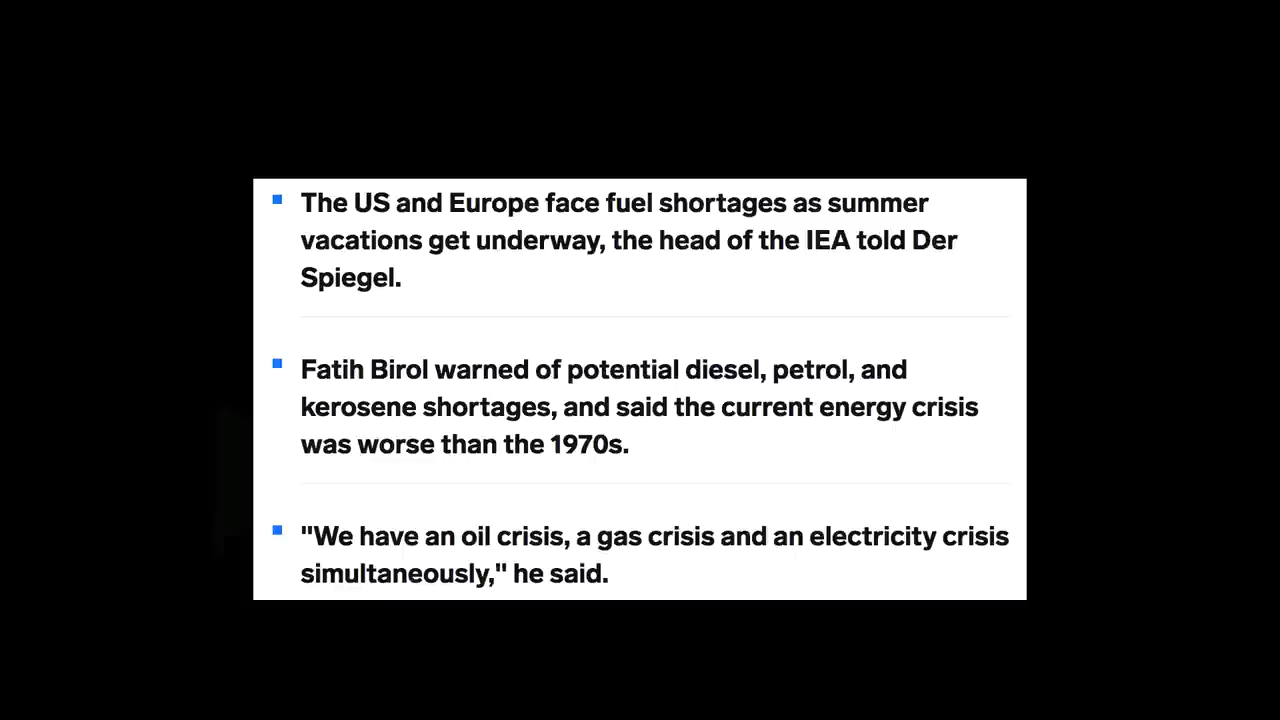 The US and Europe face fuel shortages as summer
vacations get underway, the head of the IEA told Der
Spiegel.
Fatih Birol warned of potential diesel, petrol, and
kerosene shortages, and said the current energy crisis
was worse than the 1970s.
"We have an oil crisis, a gas crisis and an electricity crisis
simultaneously," he said.